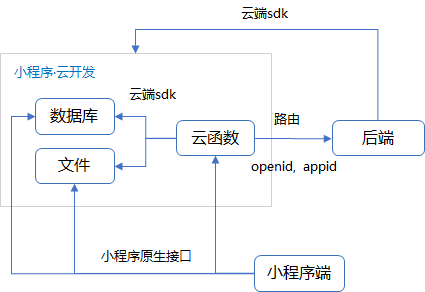 云端sdk
小程序·云开发
云端sdk
数据库
路由
云函数
后端
文件
openid, appid
小程序原生接口
小程序端